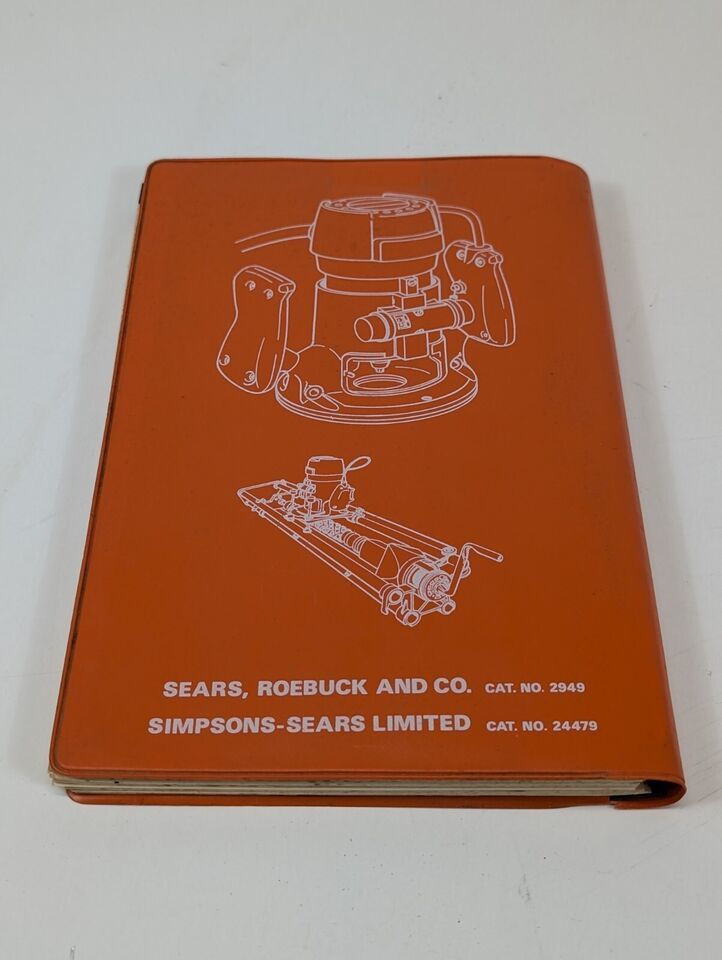 SEARS, ROEBUCK AND CO. CAT. NO. 2949
SIMPSONS-SEARS LIMITED CAT. NO. 24479